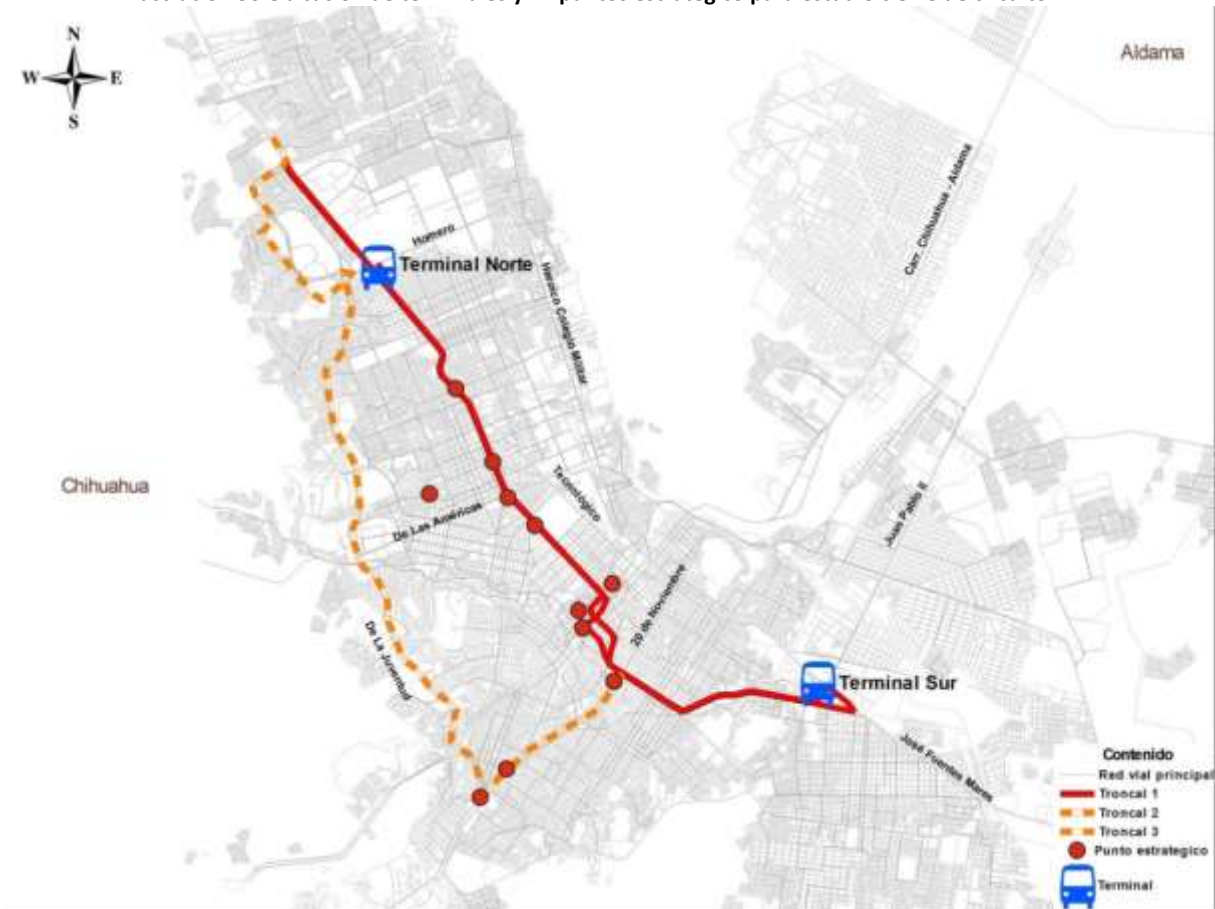 N
W E
S
Aldama
Carr. Chihuahua - Aldama
Homero
Terminal Norte
Heroico Colegio Militar
Chihuahua
Tecnológico
De Las Américas
Juan Pablo II
20 de Noviembre
De La Juventud
Terminal Sur
José Fuentes Mares
Contenido
Red vial principal
Troncal 1
Troncal 2
Troncal 3
Punto estrategico
Terminal